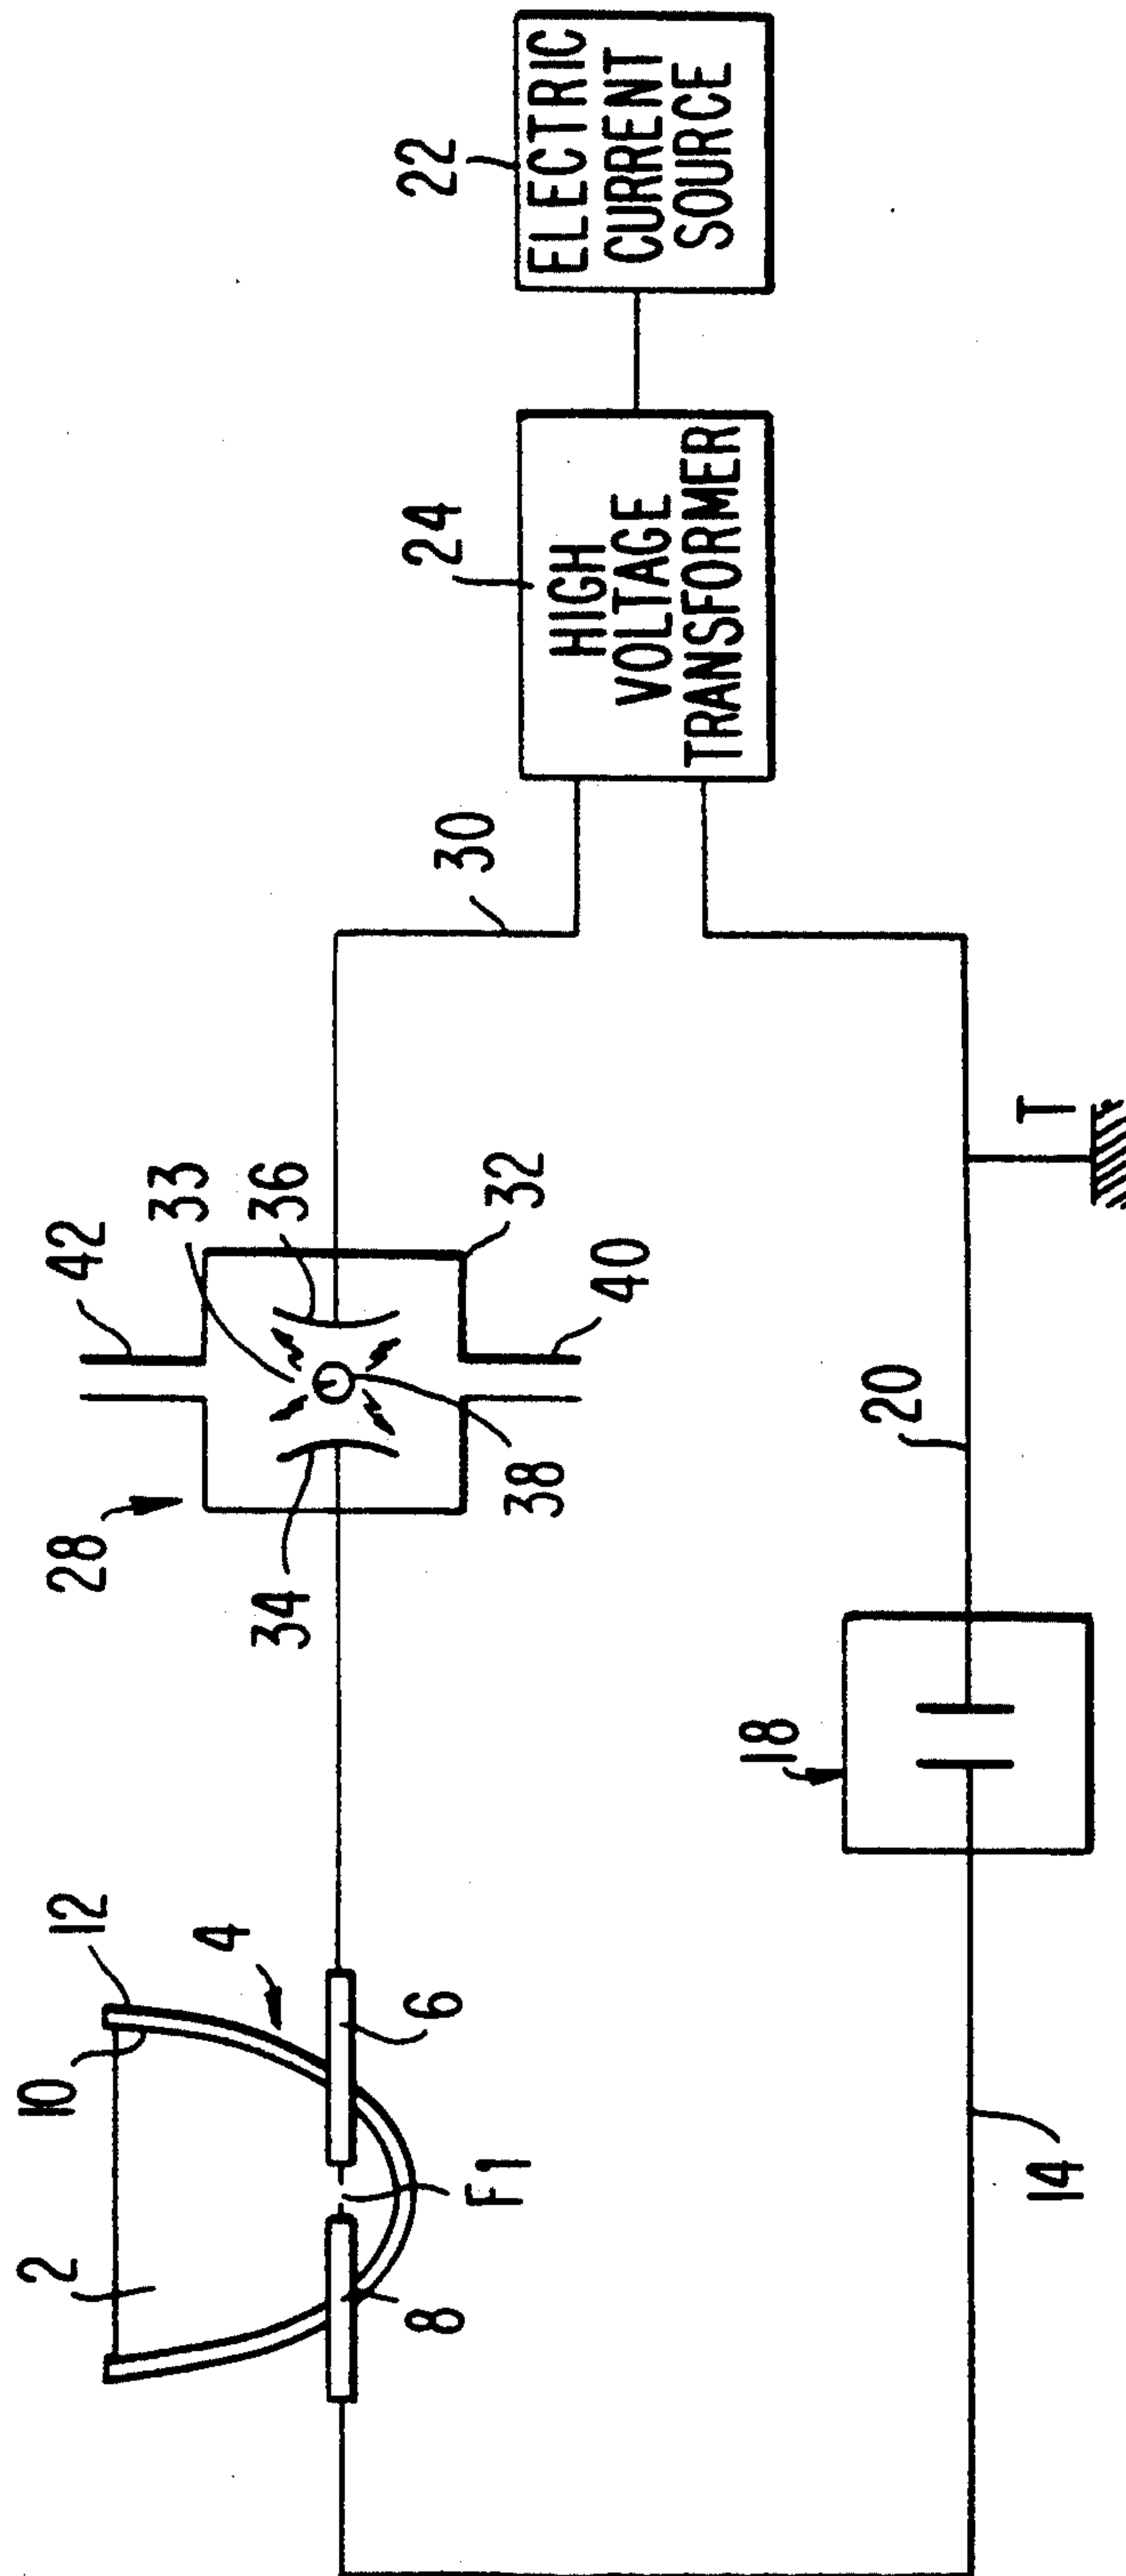 ELECTRIC
CURRENT
SOURCE
22
HIGH
VOLTAGE
TRANSFORMER
24
30
42
33
36
32
40
28
34
38
20
T
18
12
10
4
6
2
F1
8
14